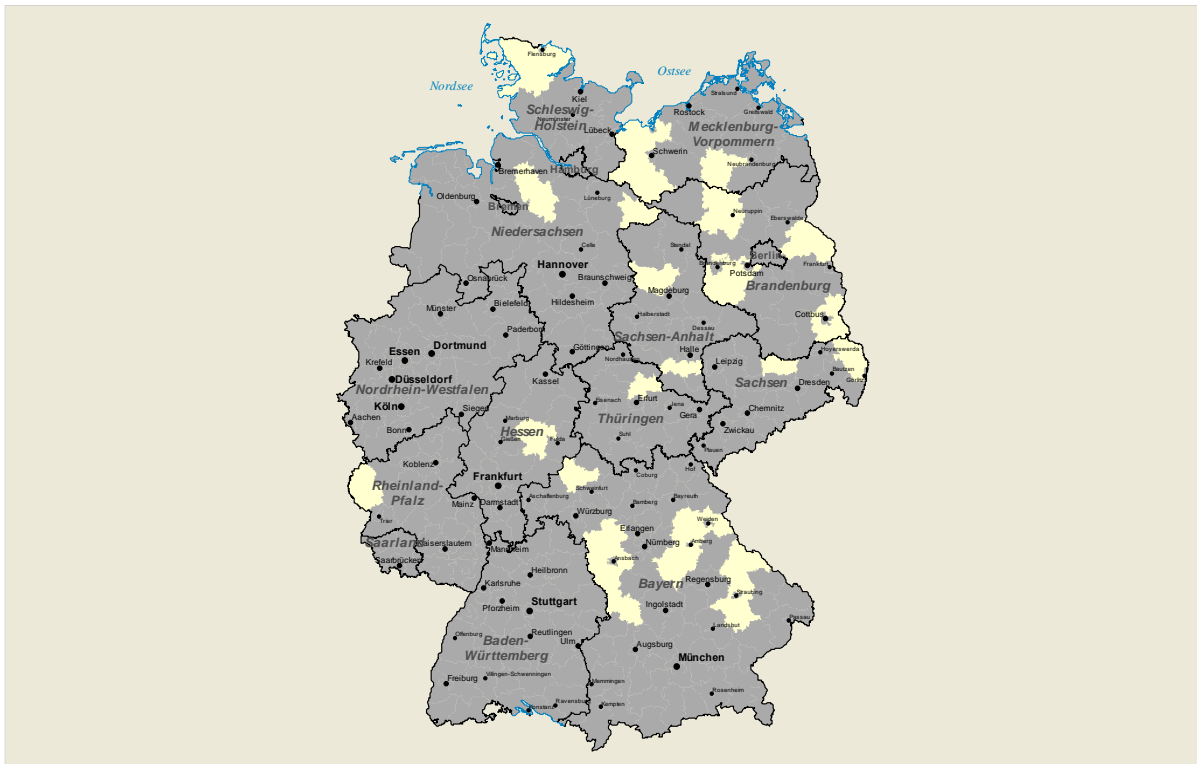 Flensburg
Ostsee
Nordsee
Stralsund
Kiel
Schleswig-
Holstein
Rostock
Greifswald
Neumünster
Lübeck
Mecklenburg-
Vorpommern
Schwerin
Neubrandenburg
Hamburg
Bremerhaven
Oldenburg
Lüneburg
Bremen
Neuruppin
Eberswalde
Niedersachsen
Celle
Stendal
Berlin
Hannover
Brandenburg
Frankfurt
Potsdam
Osnabrück
Braunschweig
Brandenburg
Magdeburg
Hildesheim
Münster
Bielefeld
Halberstadt
Cottbus
Paderborn
Dessau
Sachsen-Anhalt
Essen
Dortmund
Göttingen
Nordhausen
Halle
Hoyerswerda
Krefeld
Leipzig
Bautzen
Düsseldorf
Kassel
Görlitz
Nordrhein-Westfalen
Sachsen
Dresden
Köln
Eisenach
Erfurt
Jena
Siegen
Gera
Chemnitz
Aachen
Marburg
Thüringen
Bonn
Hessen
Zwickau
Gießen
Fulda
Suhl
Plauen
Koblenz
Hof
Coburg
Frankfurt
Rheinland-
Pfalz
Schweinfurt
Mainz
Darmstadt
Aschaffenburg
Bamberg
Bayreuth
Würzburg
Trier
Weiden
Erlangen
Saarland
Kaiserslautern
Mannheim
Nürnberg
Amberg
Saarbrücken
Ansbach
Heilbronn
Karlsruhe
Bayern
Regensburg
Straubing
Pforzheim
Stuttgart
Ingolstadt
Passau
Offenburg
Reutlingen
Landshut
Baden-
Württemberg
Ulm
Augsburg
München
Freiburg
Villingen-Schwenningen
Memmingen
Rosenheim
Ravensburg
Konstanz
Kempten